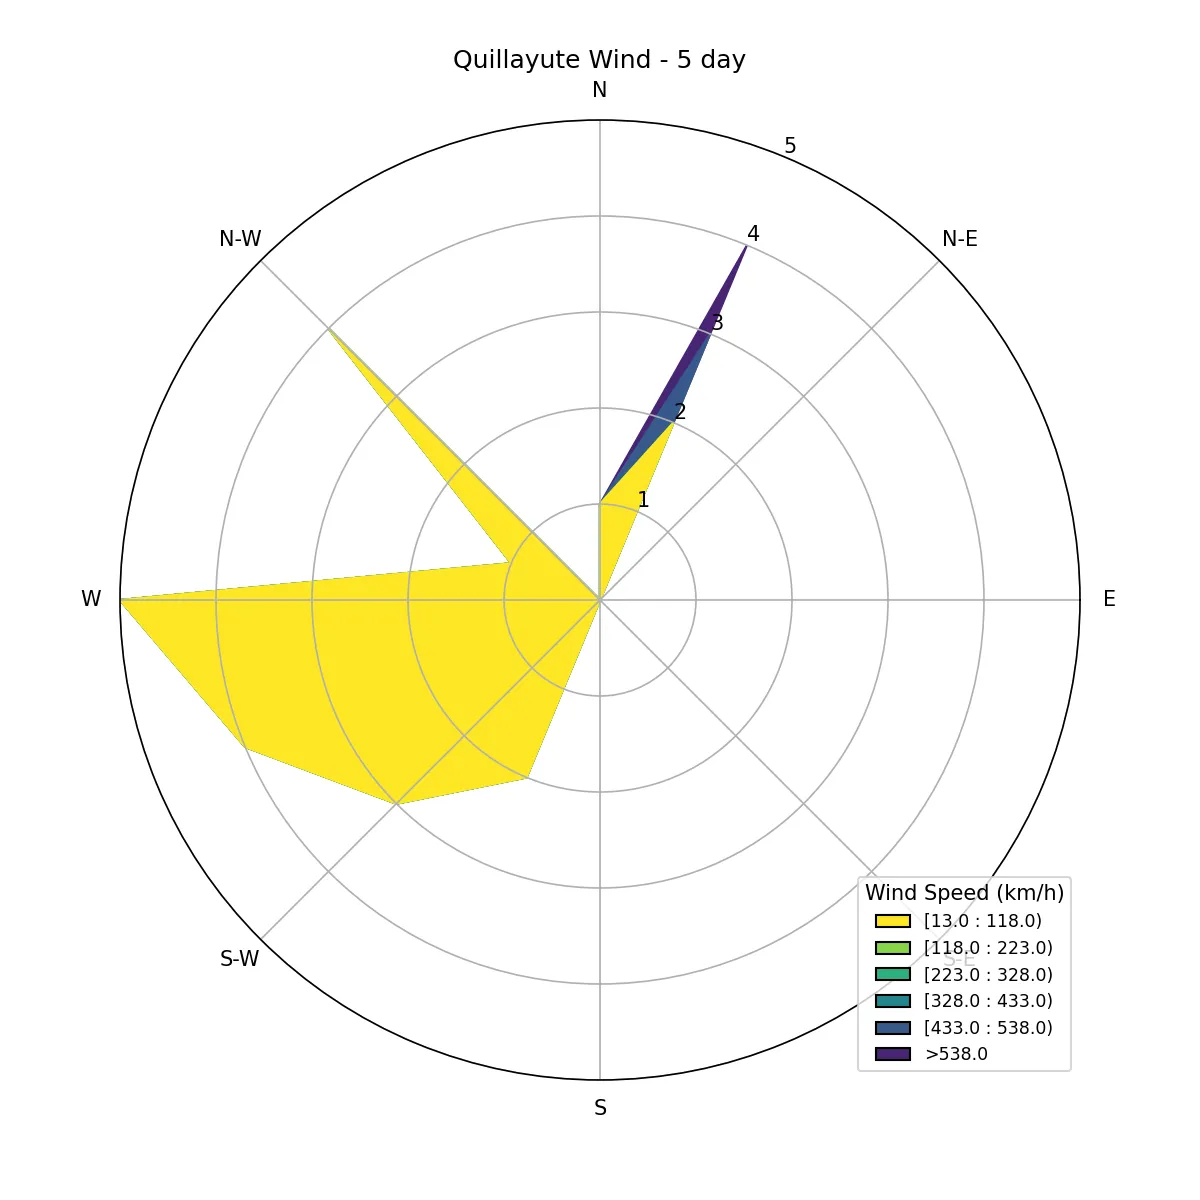 Quillayute Wind - 5 day
N
5
N-W
4
N-E
3
2
1
W
E
Wind Speed (km/h)
[13.0 : 118.0)
[118.0 : 223.0)
S-W
S-E
[223.0 : 328.0)
[328.0 : 433.0)
[433.0 : 538.0)
>538.0
S